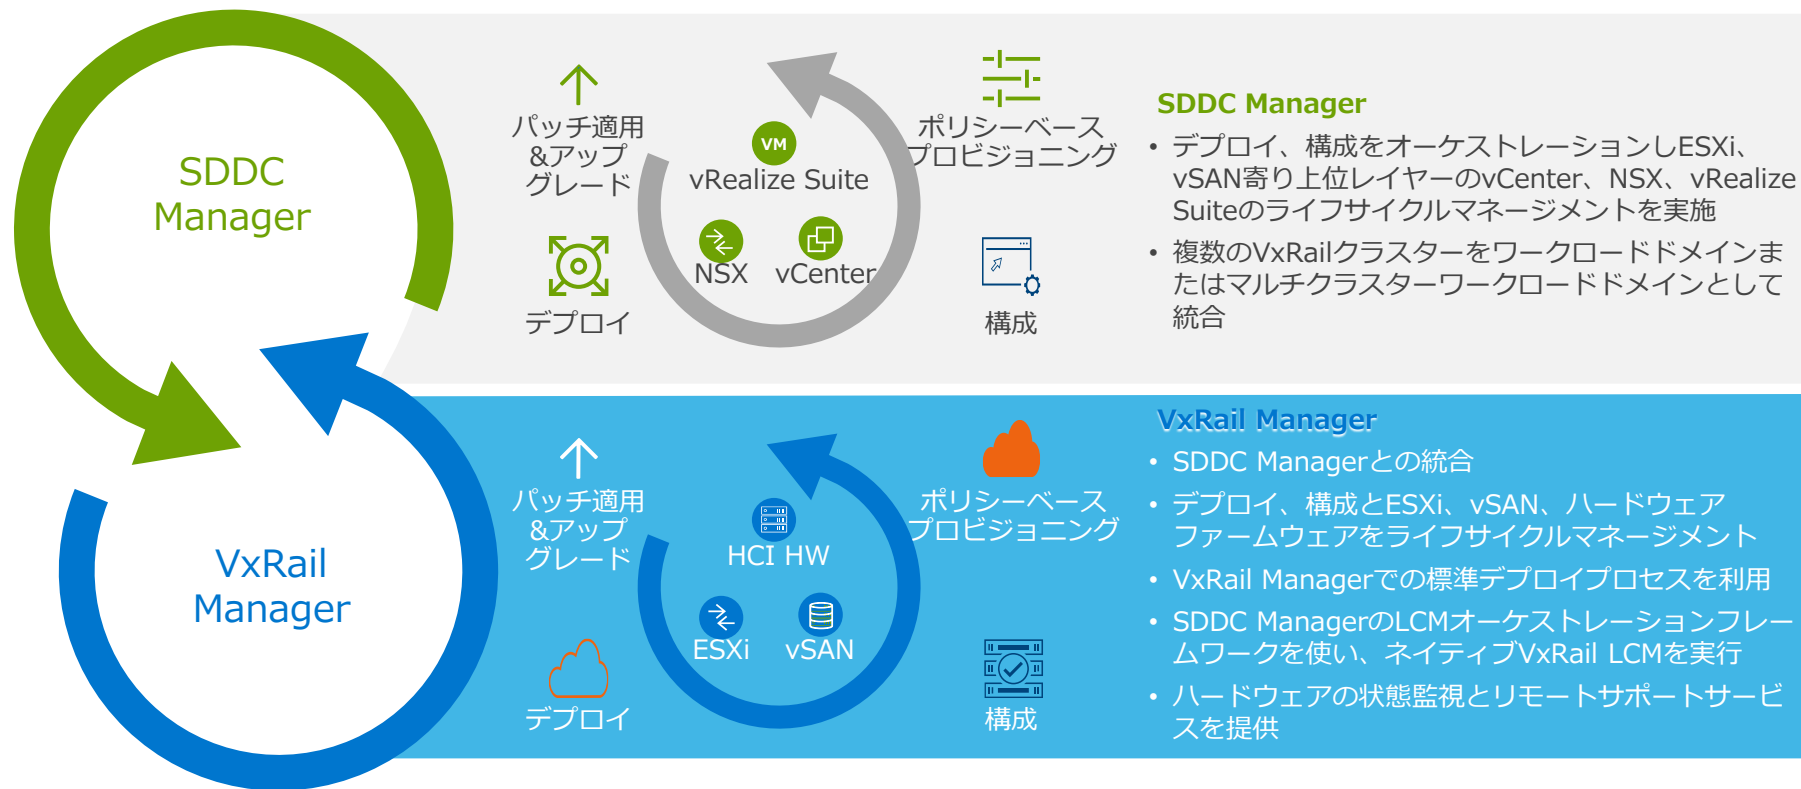 SDDC
Manager
パッチ適用
&アップ
グレード
デプロイ
VM
vRealize Suite
NSX
vCenter
ポリシーベース
プロビジョニング
構成
SDDC Manager
• デプロイ、構成をオーケストレーションしESXi、
vSAN寄り上位レイヤーのvCenter、NSX、vRealize
Suiteのライフサイクルマネージメントを実施
• 複数のVxRailクラスターをワークロードドメインま
たはマルチクラスターワークロードドメインとして
統合
VxRail
Manager
パッチ適用
&アップ
グレード
デプロイ
HCI HW
ESXi
vSAN
ポリシーベース
プロビジョニング
構成
VxRail Manager
• SDDC Managerとの統合
• デプロイ、構成とESXi、vSAN、ハードウェア
ファームウェアをライフサイクルマネージメント
• VxRail Managerでの標準デプロイプロセスを利用
• SDDC ManagerのLCMオーケストレーションフレー
ムワークを使い、ネイティブVxRail LCMを実行
• ハードウェアの状態監視とリモートサポートサービ
スを提供